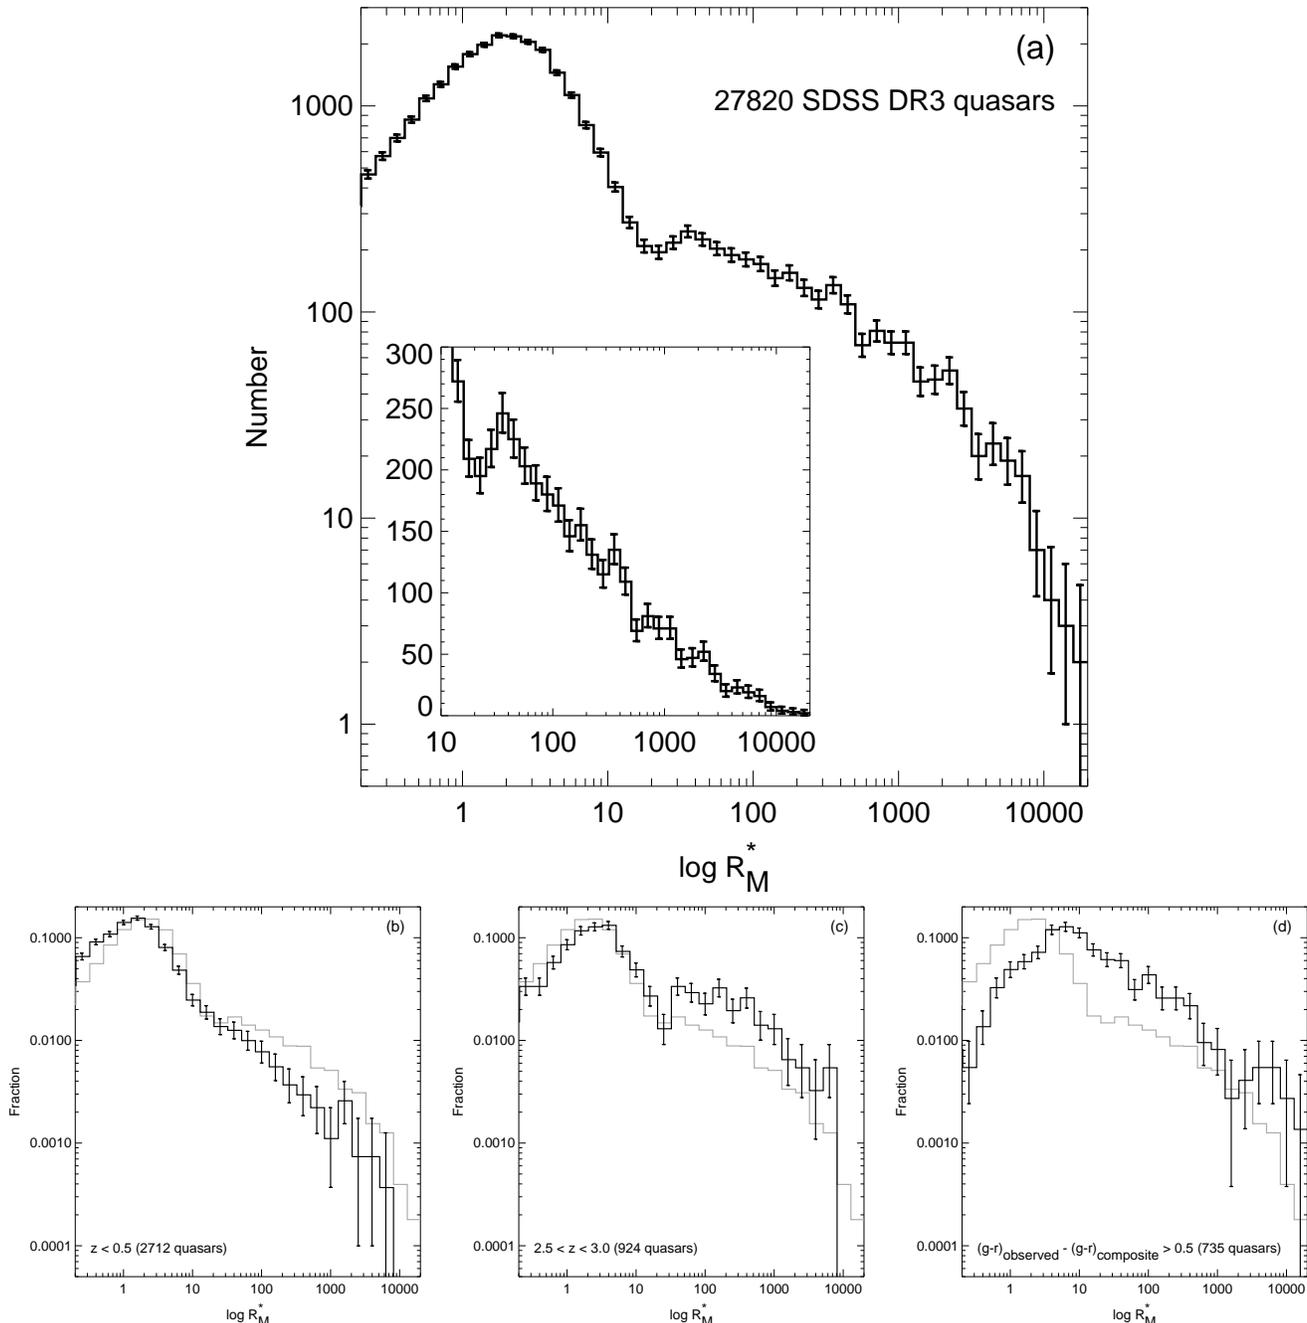 (a)
27820 SDSS DR3 quasars
1000
100
10
1
Number
300
250
200
150
100
50
0
10 100 1000 10000
1 10 100 1000 10000
log R*M
(b)
0.1000
0.0100
0.0010
0.0001
Fraction
z < 0.5 (2712 quasars)
1 10 100 1000 10000
log R*M
(c)
0.1000
0.0100
0.0010
0.0001
Fraction
2.5 < z < 3.0 (924 quasars)
1 10 100 1000 10000
log R*M
(d)
0.1000
0.0100
0.0010
0.0001
Fraction
(g-r)observed - (g-r)composite > 0.5 (735 quasars)
1 10 100 1000 10000
log R*M